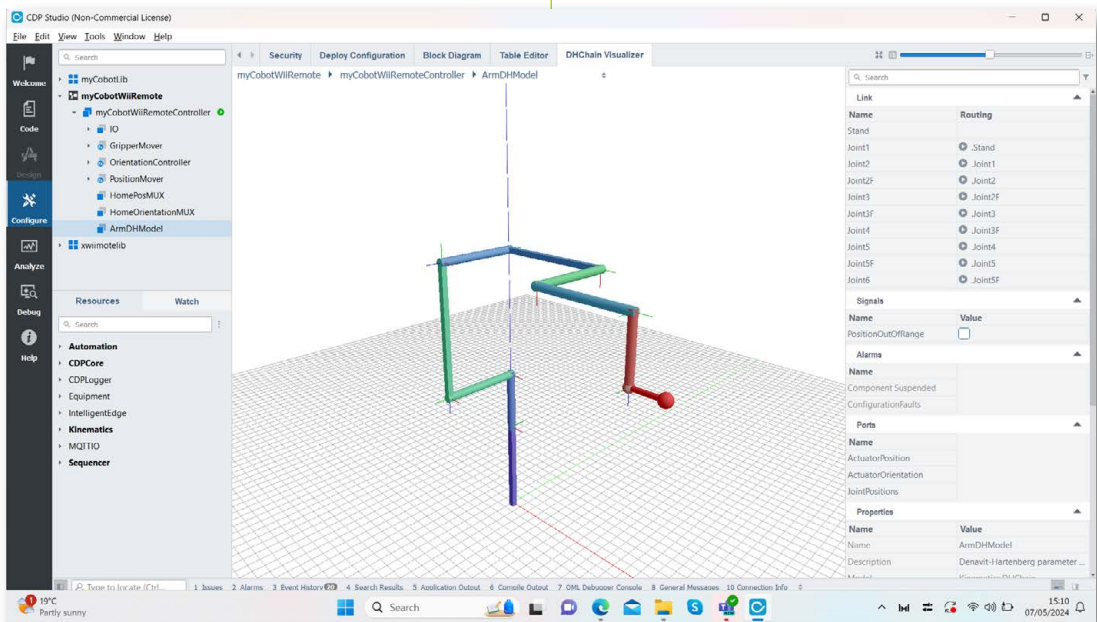 CDP Studio (Non-Commercial License)
File Edit View Tools Window Help
Welcome
Code
Design
Configure
Analyze
Debug
Help
Search
myCobotLib
myCobotWiiRemote
myCobotWiiRemoteController
IO
GripperMover
OrientationController
PositionMover
HomePosMUX
HomeOrientationMUX
ArmDHModel
xwiimotelib
Resources Watch
Search
Automation
CDPCore
CDPLogger
Equipment
IntelligentEdge
Kinematics
MQTTIO
Sequencer
Security Deploy Configuration Block Diagram Table Editor DHChain Visualizer
myCobotWiiRemote myCobotWiiRemoteController ArmDHModel
Search
Link
Name Routing
Stand
Joint1 .Stand
Joint2 .Joint1
Joint2F .Joint2
Joint3 .Joint2F
Joint3F .Joint3
Joint4 .Joint3F
Joint5 .Joint4
Joint5F .Joint5
Joint6 .Joint5F
Signals
Name Value
PositionOutOfRange
Alarms
Name
Component Suspended
ConfigurationFaults
Ports
Name
ActuatorPosition
ActuatorOrientation
JointPositions
Properties
Name Value
Name ArmDHModel
Description Denavit-Hartenberg parameter ...
Model Kinematics.DHChain
Type to locate (Ctrl... 1 Issues 2 Alarms 3 Event History 20 4 Search Results 5 Application Output 6 Compile Output 7 QML Debugger Console 8 General Messages 10 Connection Info
1 19°C
Partly sunny
Search
15:10
07/05/2024